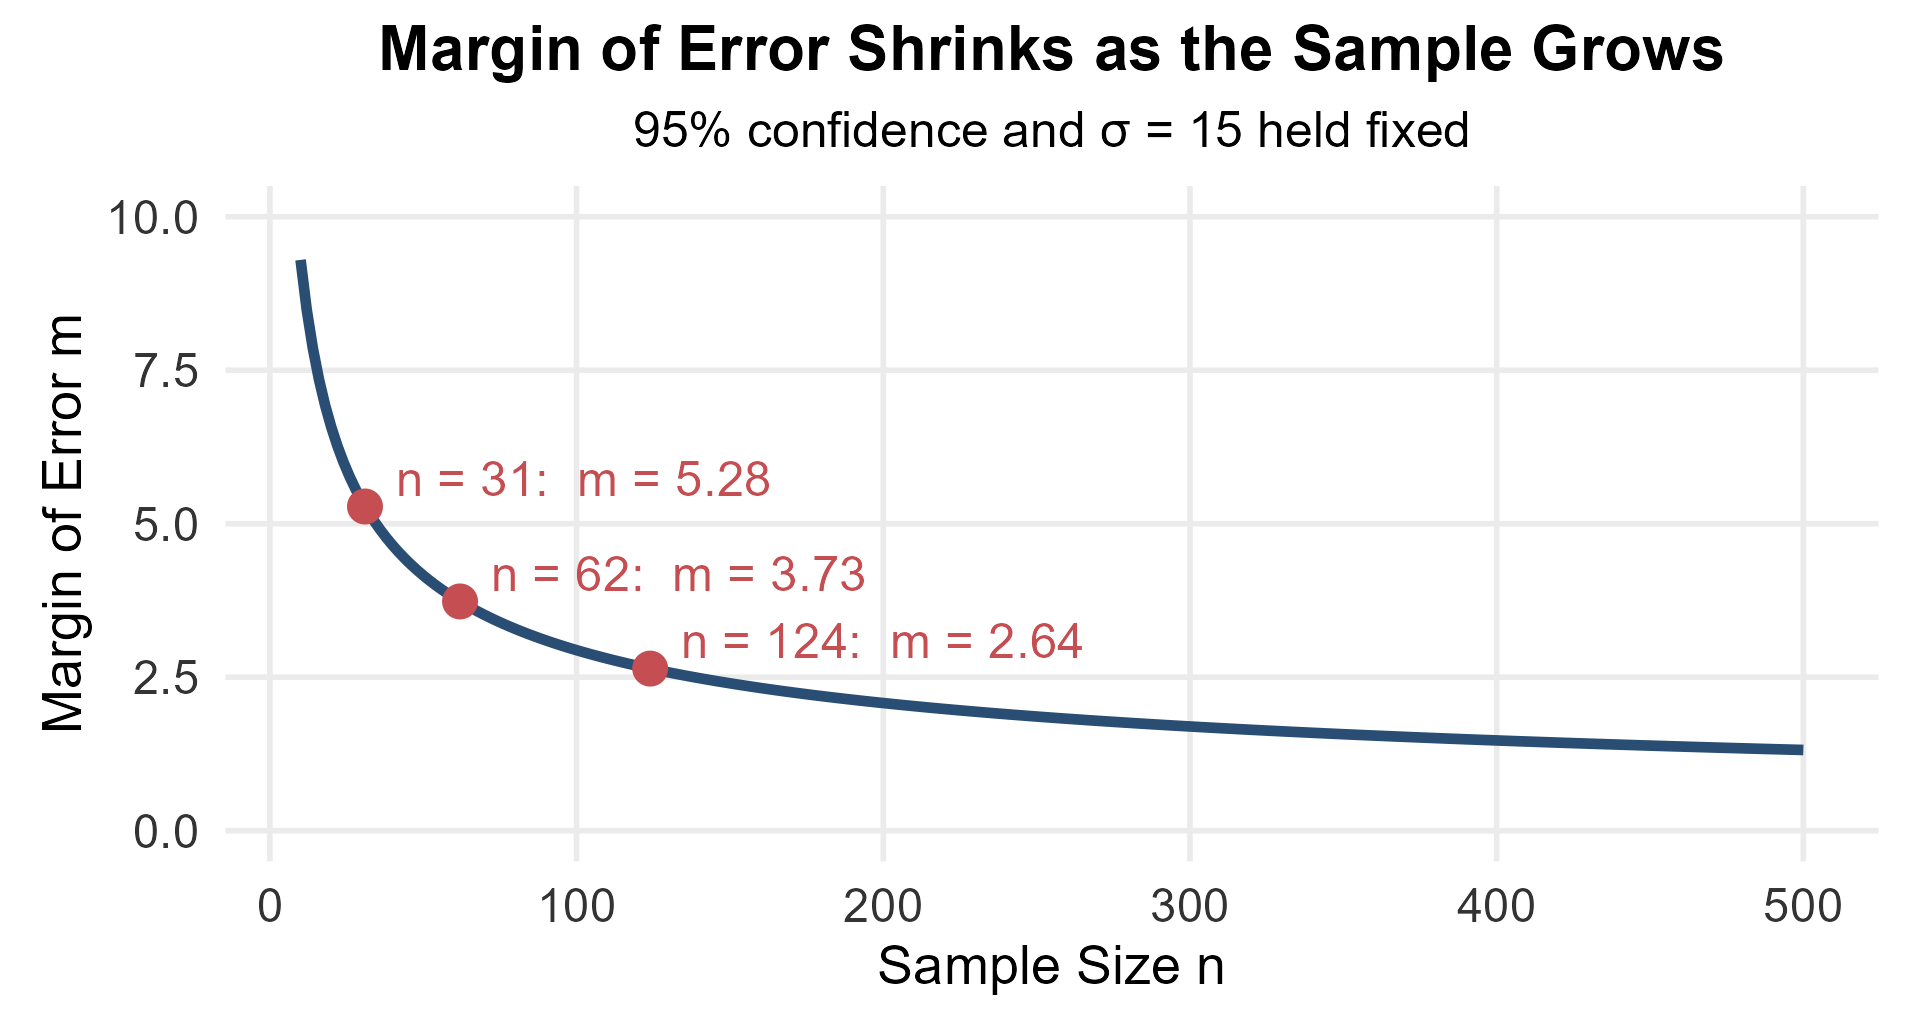 Margin of Error Shrinks as the Sample Grows
95% confidence and σ = 15 held fixed
Margin of Error m
10.0
7.5
5.0
2.5
0.0
n = 31:  m = 5.28
n = 62:  m = 3.73
n = 124:  m = 2.64
0 100 200 300 400 500
Sample Size n